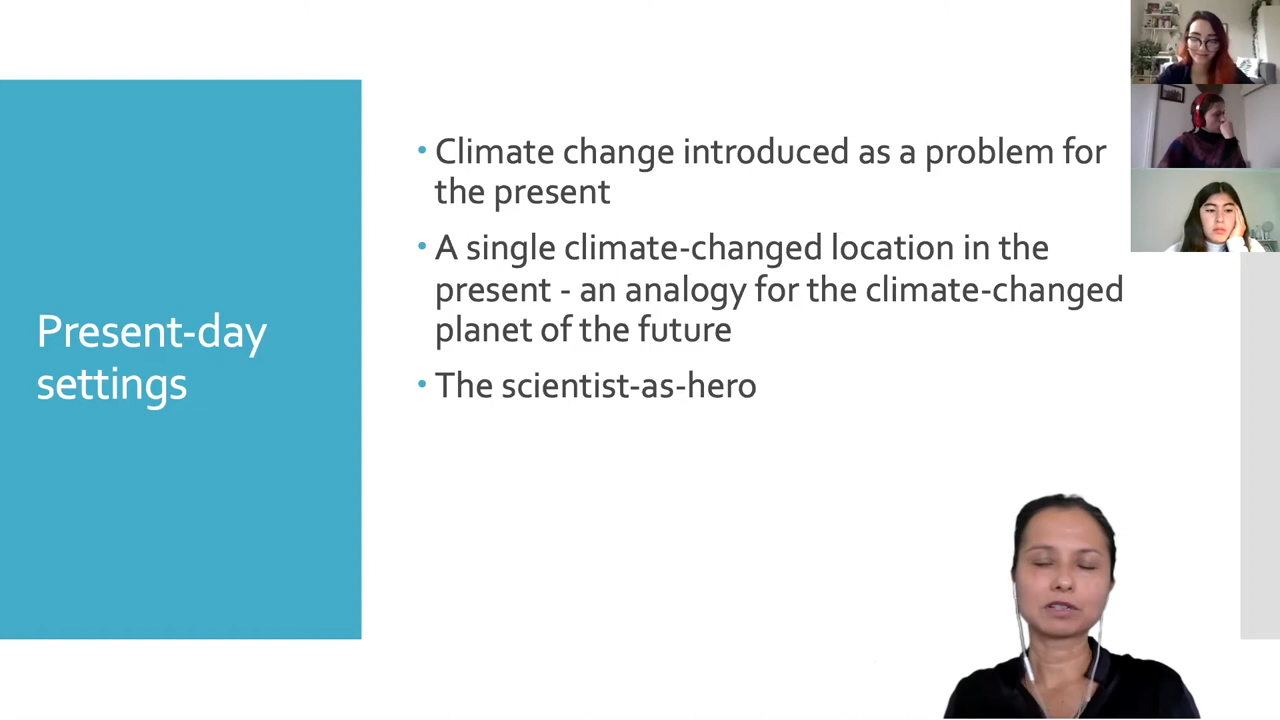 Present-day
settings
• Climate change introduced as a problem for
the present
• A single climate-changed location in the
present - an analogy for the climate-changed
planet of the future
• The scientist-as-hero